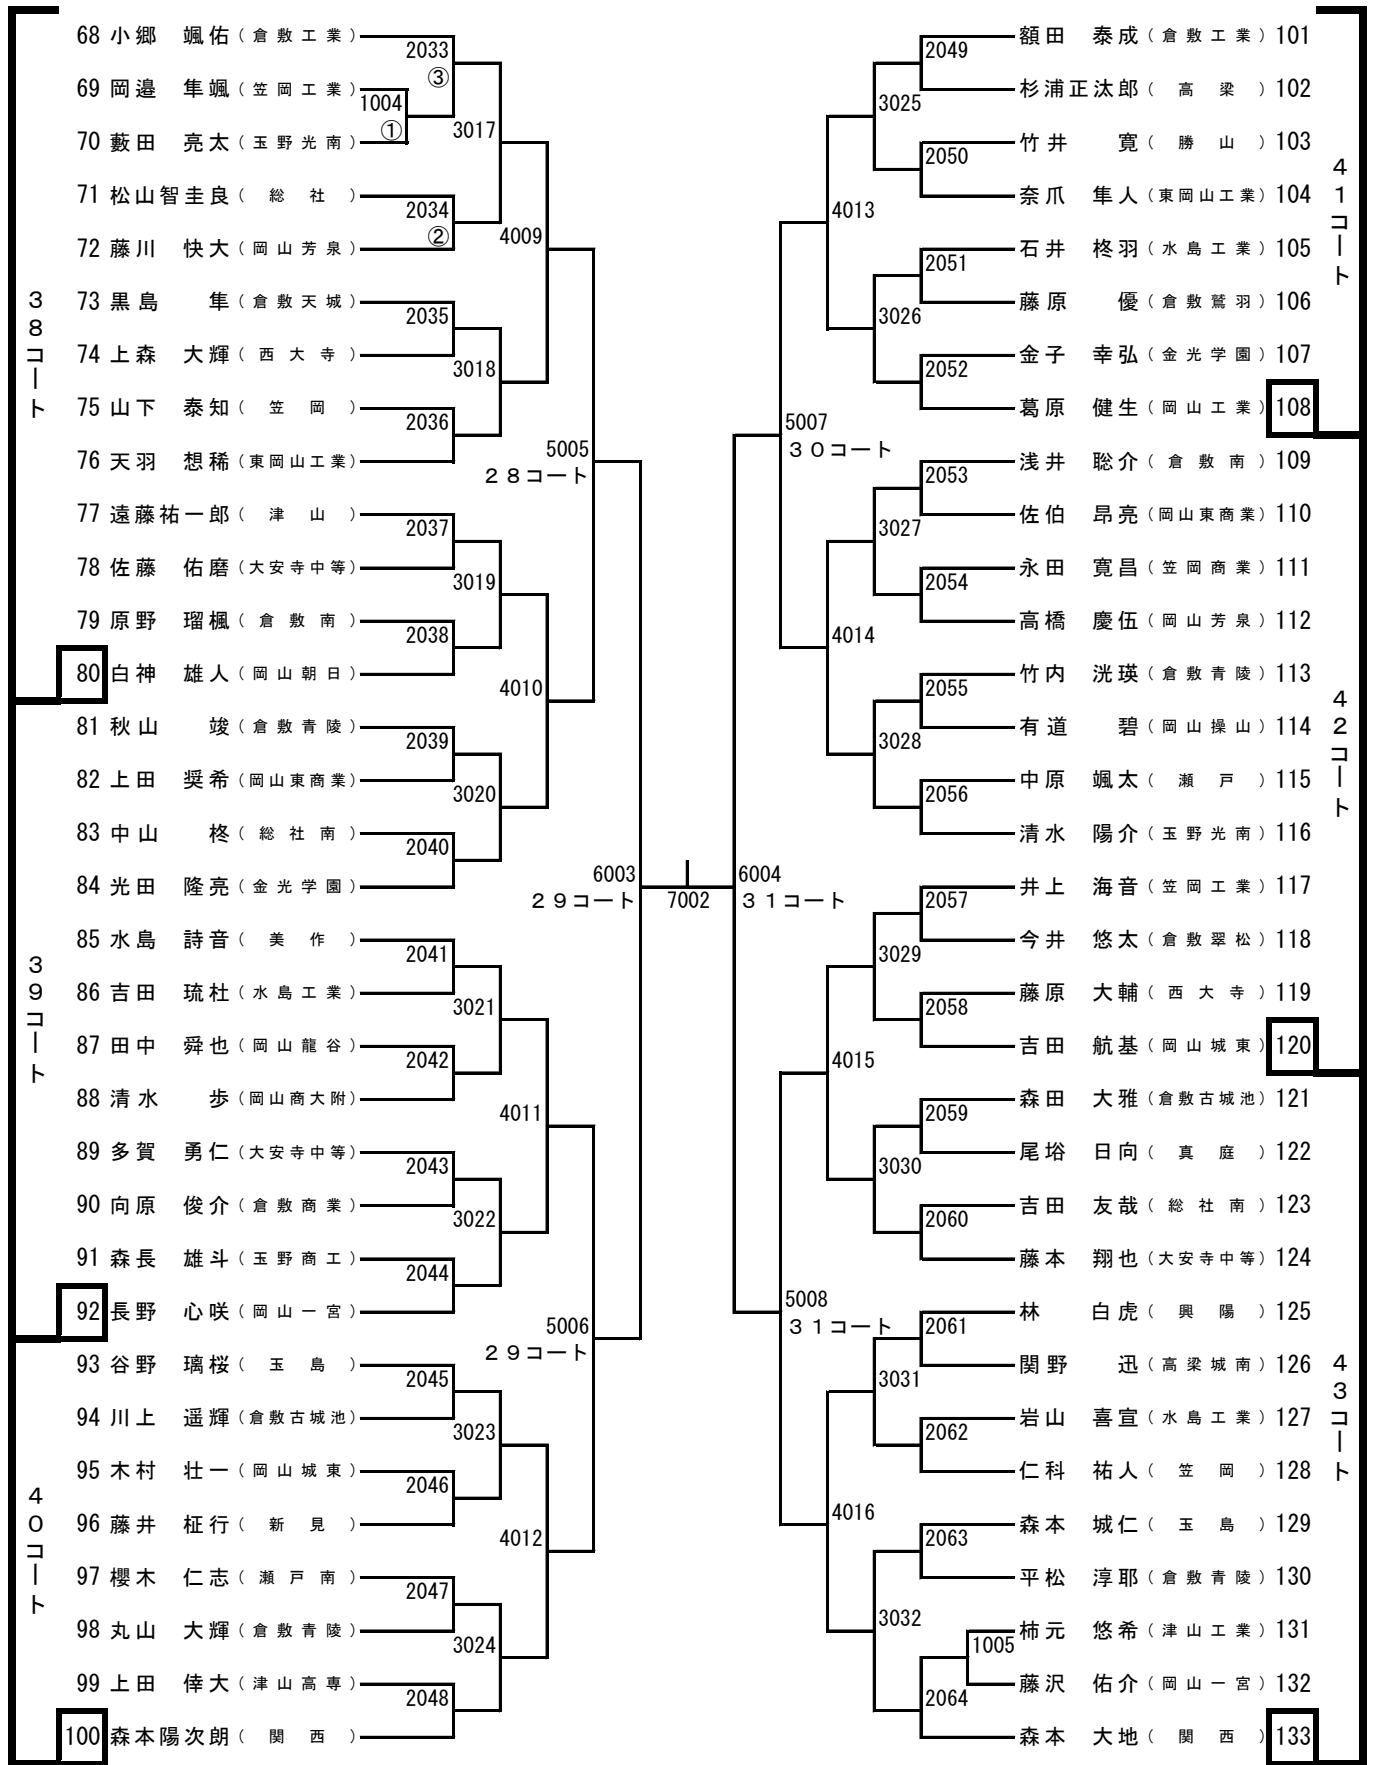 68 小郷　颯佑（倉敷工業）
2033
③
69 岡邉　隼颯（笠岡工業）
1004
①
3017
70 藪田　亮太（玉野光南）
71 松山智圭良（総社）
2034
②
4009
72 藤川　快大（岡山芳泉）
38コート
73 黒島　隼（倉敷天城）
2035
74 上森　大輝（西大寺）
3018
75 山下　泰知（笠岡）
2036
5005
28コート
76 天羽　想稀（東岡山工業）
77 遠藤祐一郎（津山）
2037
78 佐藤　佑磨（大安寺中等）
3019
79 原野　瑠楓（倉敷南）
2038
80 白神　雄人（岡山朝日）
4010
81 秋山　竣（倉敷青陵）
2039
82 上田　奨希（岡山東商業）
3020
83 中山　柊（総社南）
2040
84 光田　隆亮（金光学園）
6003
29コート
39コート
85 水島　詩音（美作）
2041
86 吉田　琉杜（水島工業）
3021
87 田中　舜也（岡山龍谷）
2042
88 清水　歩（岡山商大附）
4011
89 多賀　勇仁（大安寺中等）
2043
90 向原　俊介（倉敷商業）
3022
91 森長　雄斗（玉野商工）
2044
92 長野　心咲（岡山一宮）
5006
29コート
93 谷野　璃桜（玉島）
2045
94 川上　遥輝（倉敷古城池）
3023
95 木村　壮一（岡山城東）
2046
40コート
96 藤井　柾行（新見）
4012
97 櫻木　仁志（瀬戸南）
2047
98 丸山　大輝（倉敷青陵）
3024
99 上田　倖大（津山高専）
2048
100 森本陽次朗（関西）
7002
額田　泰成（倉敷工業）101
2049
杉浦正汰郎（高梁）102
3025
竹井　寛（勝山）103
2050
41コート
奈爪　隼人（東岡山工業）104
4013
石井　柊羽（水島工業）105
2051
藤原　優（倉敷鷲羽）106
3026
金子　幸弘（金光学園）107
2052
葛原　健生（岡山工業）108
5007
30コート
浅井　聡介（倉敷南）109
2053
佐伯　昂亮（岡山東商業）110
3027
永田　寛昌（笠岡商業）111
2054
高橋　慶伍（岡山芳泉）112
4014
竹内　洸瑛（倉敷青陵）113
2055
有道　碧（岡山操山）114
3028
42コート
中原　颯太（瀬戸）115
2056
清水　陽介（玉野光南）116
6004
31コート
井上　海音（笠岡工業）117
2057
今井　悠太（倉敷翠松）118
3029
藤原　大輔（西大寺）119
2058
吉田　航基（岡山城東）120
4015
森田　大雅（倉敷古城池）121
2059
尾㟢　日向（真庭）122
3030
吉田　友哉（総社南）123
2060
藤本　翔也（大安寺中等）124
5008
31コート
林　白虎（興陽）125
2061
関野　迅（高梁城南）126
3031
43コート
岩山　喜宣（水島工業）127
2062
仁科　祐人（笠岡）128
4016
森本　城仁（玉島）129
2063
平松　淳耶（倉敷青陵）130
3032
柿元　悠希（津山工業）131
1005
藤沢　佑介（岡山一宮）132
2064
森本　大地（関西）133